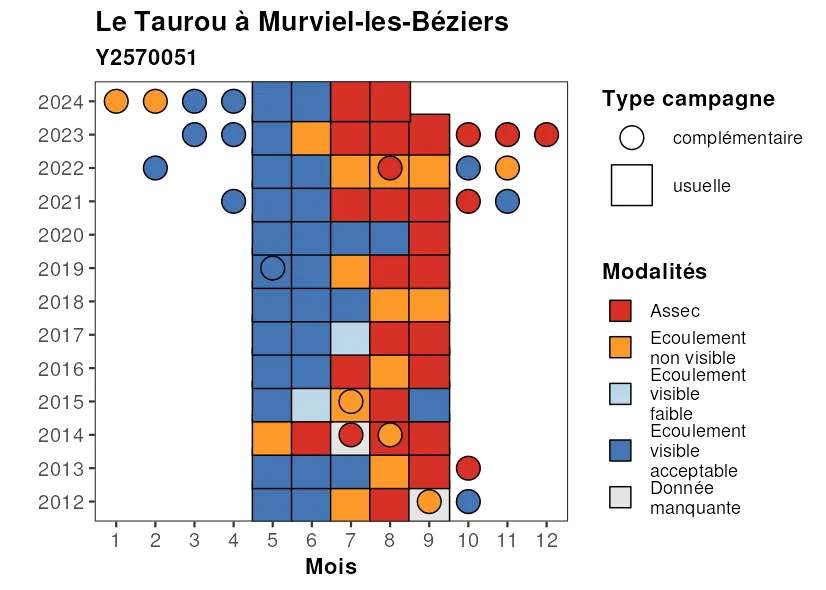 Le Taurou à Murviel-les-Béziers
Y2570051
2024
2023
2022
2021
2020
2019
2018
2017
2016
2015
2014
2013
2012
1 2 3 4 5 6 7 8 9 10 11 12
Mois
Type campagne
complémentaire
usuelle
Modalités
Assec
Ecoulement
non visible
Ecoulement
visible
faible
Ecoulement
visible
acceptable
Donnée
manquante